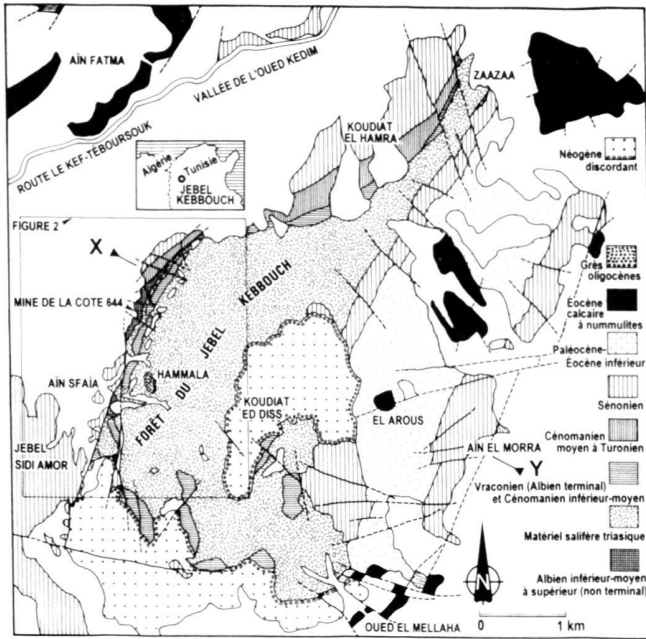 AÏN FATMA
VALLÉE DE L'OUED KEDIM
ZAAZAA
ROUTE LE KEF-TÉBOURSOUK
KOUDIAT
EL HAMRA
Algérie
Tunisie
JEBEL
KEBBOUCH
Néogène
discordant
FIGURE 2
X
MINE DE LA COTE 644
FORÊT DU JEBEL KEBBOUCH
HAMMALA
AÏN SFAÏA
KOUDIAT
ED DISS
EL AROUS
JEBEL
SIDI AMOR
AÏN EL MORRA
Y
Grès
oligocènes
Éocène
calcaire
à nummulites
Paléocène-
Éocène inférieur
Sénonien
Cénomanien
moyen à Turonien
Vraconien (Albien terminal)
et Cénomanien inférieur-moyen
Matériel salifère triasique
Albien inférieur-moyen
à supérieur (non terminal)
N
OUED EL MELLAHA
0 1 km